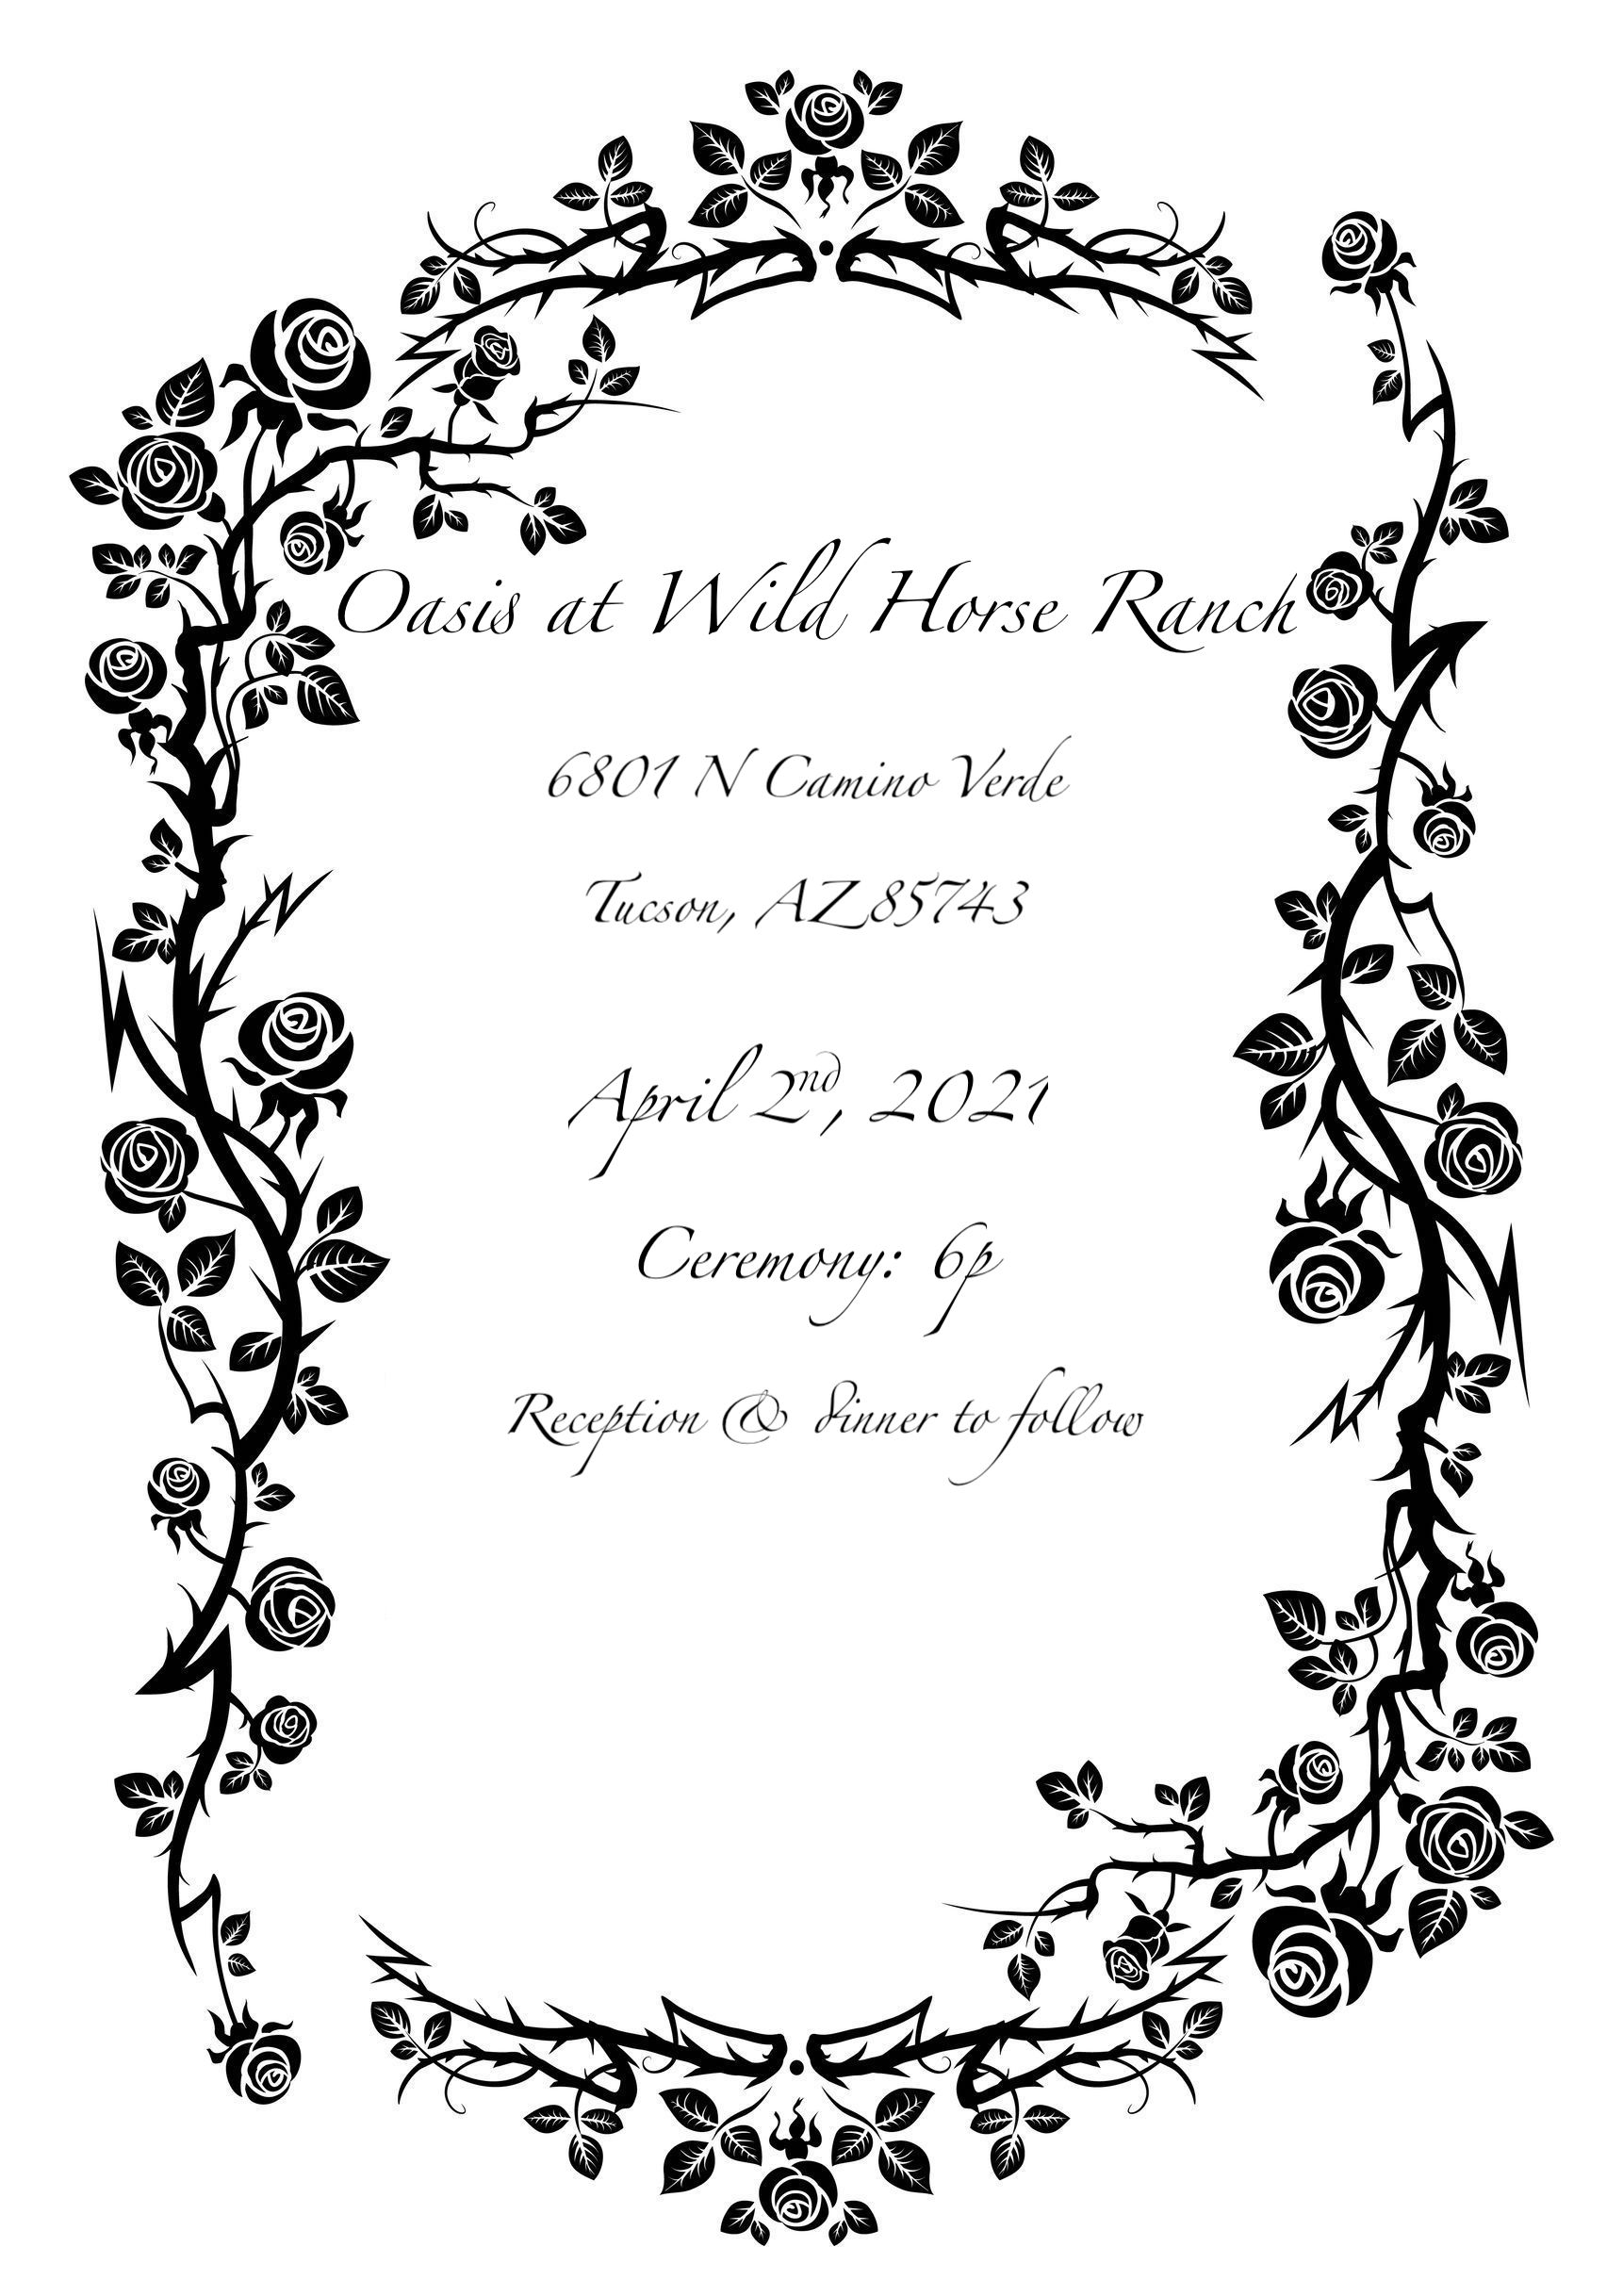 Oasis at Wild Horse Ranch
6801 N Camino Verde
Tucson, AZ 85743
April 2nd, 2021
Ceremony: 6p
Reception & dinner to follow